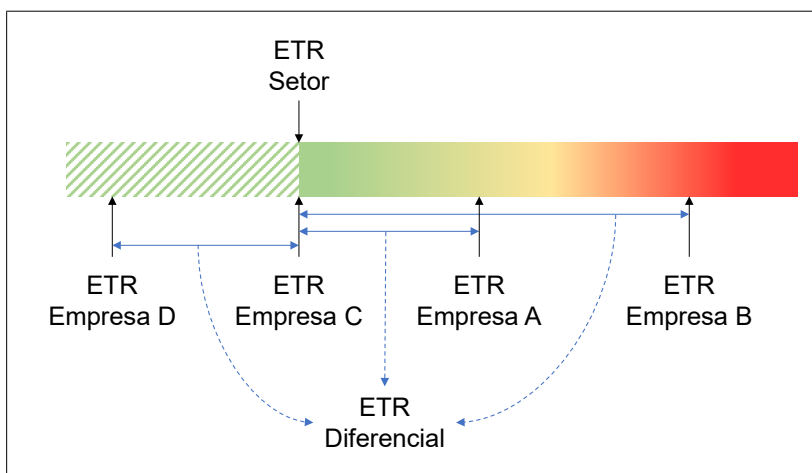 ETR
Setor
ETR
Empresa D
ETR
Empresa C
ETR
Empresa A
ETR
Empresa B
ETR
Diferencial